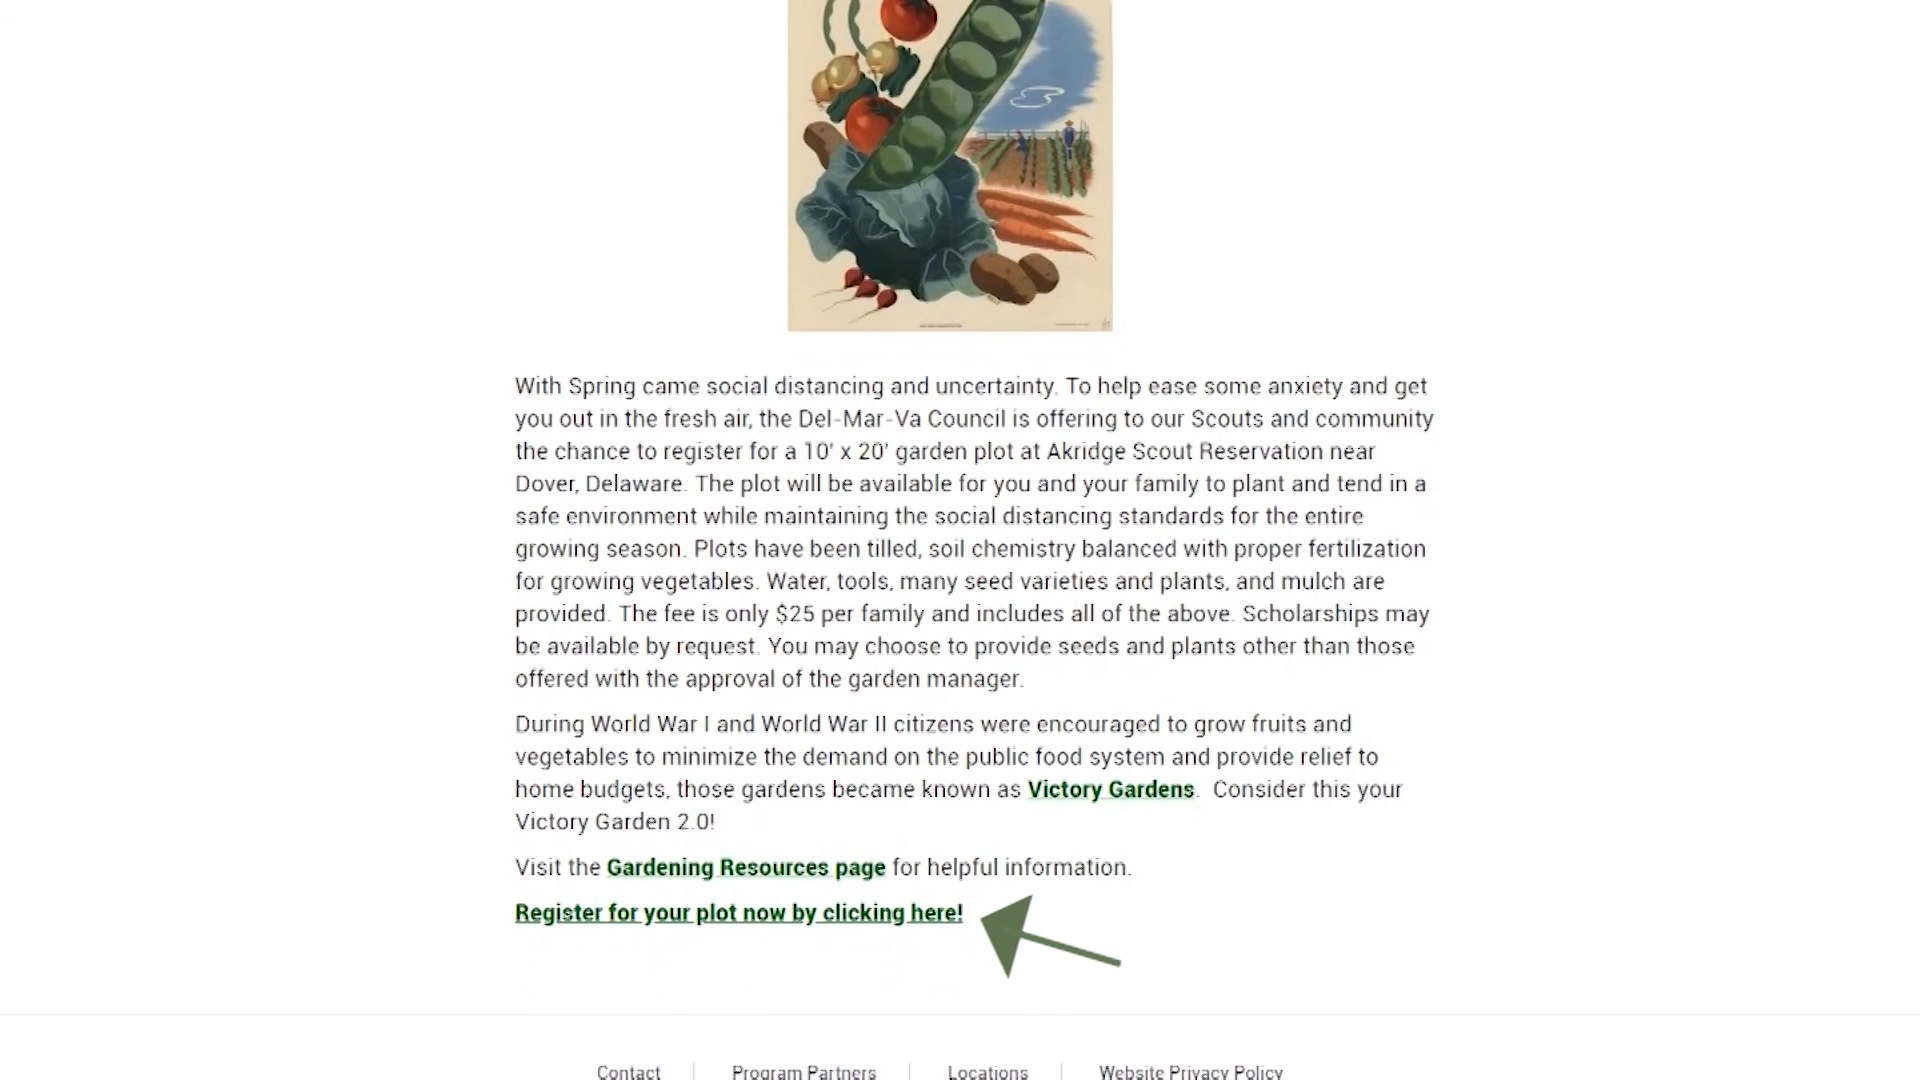 With Spring came social distancing and uncertainty. To help ease some anxiety and get
you out in the fresh air, the Del-Mar-Va Council is offering to our Scouts and community
the chance to register for a 10' x 20' garden plot at Akridge Scout Reservation near
Dover, Delaware. The plot will be available for you and your family to plant and tend in a
safe environment while maintaining the social distancing standards for the entire
growing season. Plots have been tilled, soil chemistry balanced with proper fertilization
for growing vegetables. Water, tools, many seed varieties and plants, and mulch are
provided. The fee is only $25 per family and includes all of the above. Scholarships may
be available by request. You may choose to provide seeds and plants other than those
offered with the approval of the garden manager.
During World War I and World War II citizens were encouraged to grow fruits and
vegetables to minimize the demand on the public food system and provide relief to
home budgets, those gardens became known as Victory Gardens. Consider this your
Victory Garden 2.0!
Visit the Gardening Resources page for helpful information.
Register for your plot now by clicking here!
Contact | Program Partners | Locations | Website Privacy Policy